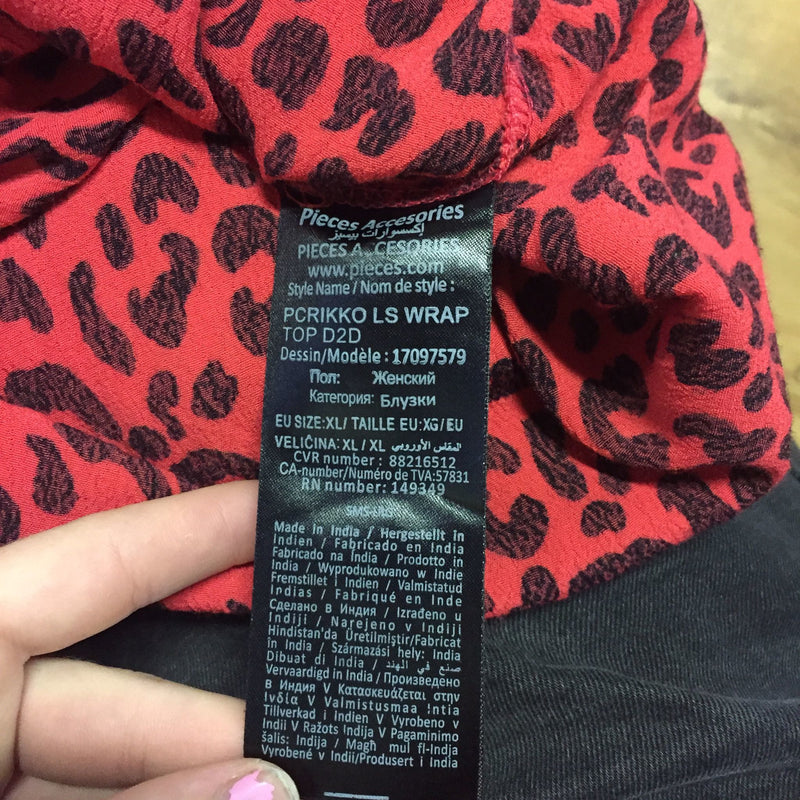 Pieces Accesories
إكسسوارات بيسيز
PIECES ACCESORIES
www.pieces.com
Style Name / Nom de style :
PCRIKKO LS WRAP
TOP D2D
Dessin/Modèle : 17097579
Пол: Женский
Категория: Блузки
EU SIZE:XL/ TAILLE EU:XG/EU
VELIČINA: XL / XL المقاس الأوروبي
CVR number: 88216512
CA-number/Numéro de TVA:57831
RN number: 149349
Made in India / Hergestellt in
Indien / Fabricado en India
Fabricado na Índia / Prodotto in
India / Wyprodukowano w Indie
Fremstillet i Indien / Valmistatud
Indias / Fabriqué en Inde
Сделано в Индия / Izrađeno u
Indiji / Narejeno v Indiji
Hindistan'da Üretilmiştir/Fabricat
în India / Származási hely: India
Dibuat di India / صنع في الهند
Vervaardigd in India / Произведено
в Индия V Κατασκευάζεται στην
Ινδία V Valmistusmaa Intia
Tillverkad i Indien V Vyrobeno v
Indii V Ražots Indijā V Pagaminimo
šalis: Indija / Magħ mul fl-Indja
Vyrobené v Indii/Produsert i India